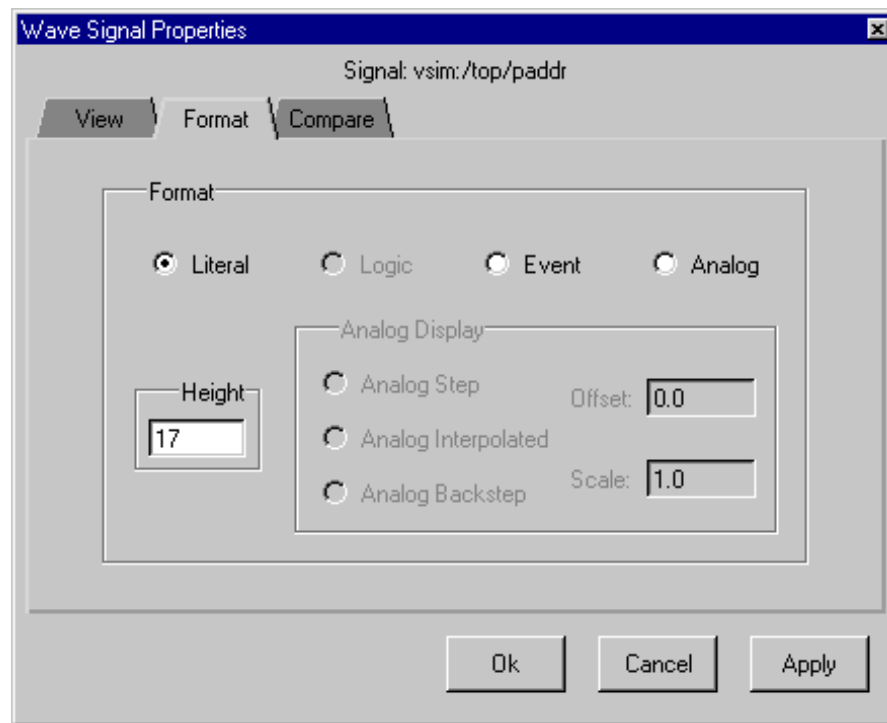 Wave Signal Properties
Signal: vsim:/top/paddr
View Format Compare
Format
Literal Logic Event Analog
Analog Display
Height
17
Analog Step
Analog Interpolated
Analog Backstep
Offset: 0.0
Scale: 1.0
Ok Cancel Apply